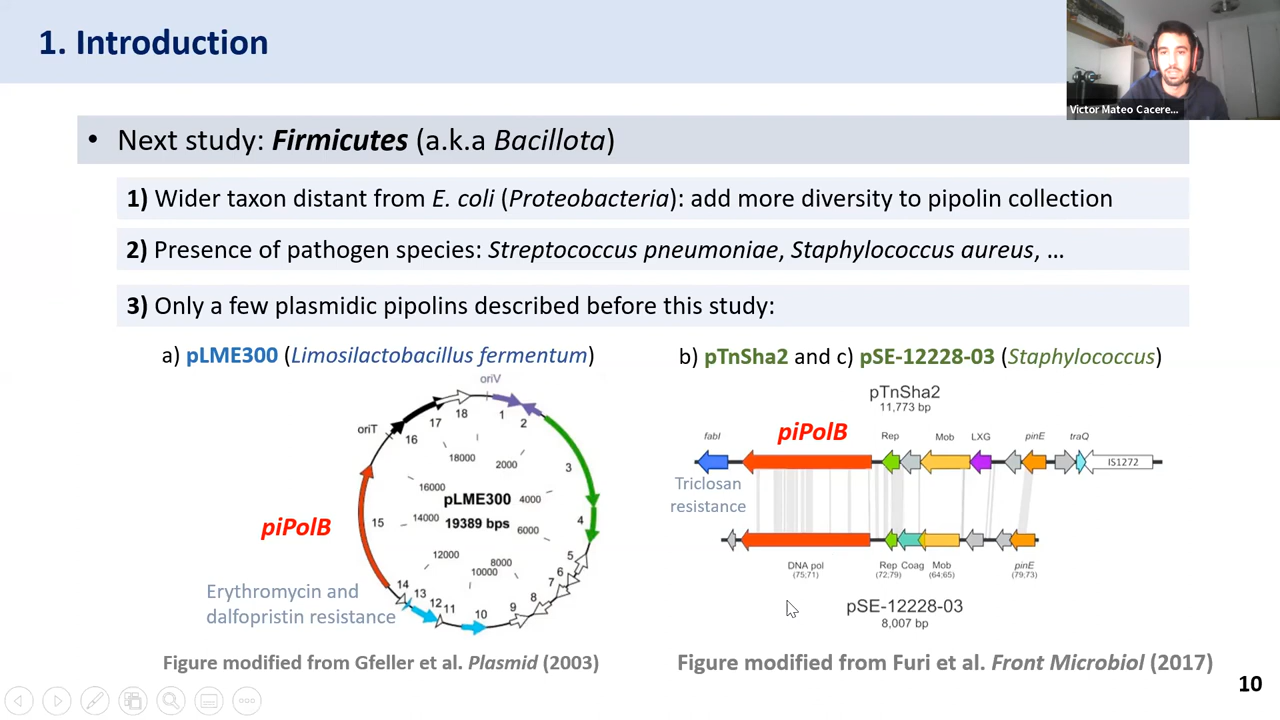 1. Introduction
Victor Mateo Cacere...
• Next study: Firmicutes (a.k.a Bacillota)
1) Wider taxon distant from E. coli (Proteobacteria): add more diversity to pipolin collection
2) Presence of pathogen species: Streptococcus pneumoniae, Staphylococcus aureus, ...
3) Only a few plasmidic pipolins described before this study:
a) pLME300 (Limosilactobacillus fermentum)
oriV
oriT
1
2
3
4
5
6
7
8
9
10
11
12
13
14
15
16
17
18
18000
2000
16000
4000
14000
6000
12000
8000
10000
pLME300
19389 bps
piPolB
Erythromycin and
dalfopristin resistance
Figure modified from Gfeller et al. Plasmid (2003)
b) pTnSha2 and c) pSE-12228-03 (Staphylococcus)
pTnSha2
11,773 bp
fabI piPolB Rep Mob LXG pinE traQ
IS1272
Triclosan
resistance
DNA pol Rep Coag Mob pinE
(75;71) (72;79) (64;65) (79;73)
pSE-12228-03
8,007 bp
Figure modified from Furi et al. Front Microbiol (2017)
10